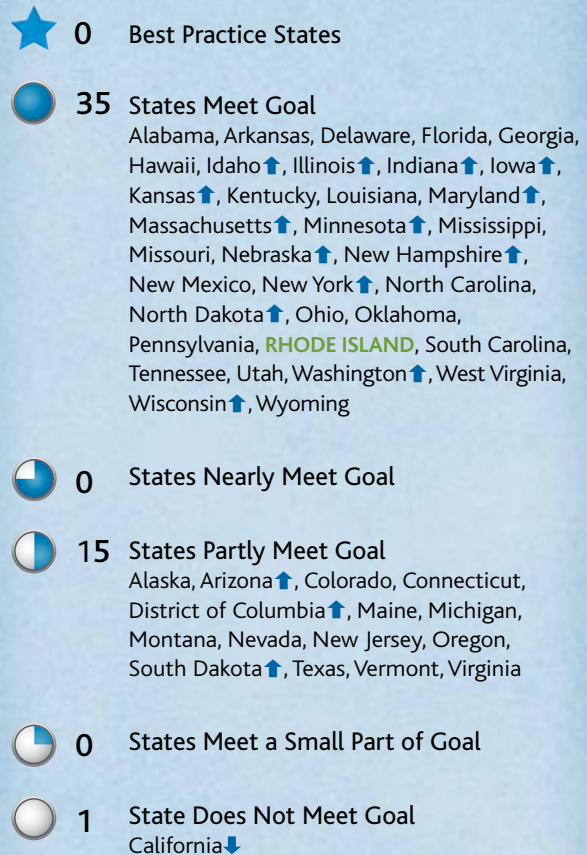 0 Best Practice States
35 States Meet Goal
Alabama, Arkansas, Delaware, Florida, Georgia,
Hawaii, Idaho⬆, Illinois⬆, Indiana⬆, Iowa⬆,
Kansas⬆, Kentucky, Louisiana, Maryland⬆,
Massachusetts⬆, Minnesota⬆, Mississippi,
Missouri, Nebraska⬆, New Hampshire⬆,
New Mexico, New York⬆, North Carolina,
North Dakota⬆, Ohio, Oklahoma,
Pennsylvania, RHODE ISLAND, South Carolina,
Tennessee, Utah, Washington⬆, West Virginia,
Wisconsin⬆, Wyoming
0 States Nearly Meet Goal
15 States Partly Meet Goal
Alaska, Arizona⬆, Colorado, Connecticut,
District of Columbia⬆, Maine, Michigan,
Montana, Nevada, New Jersey, Oregon,
South Dakota⬆, Texas, Vermont, Virginia
0 States Meet a Small Part of Goal
1 State Does Not Meet Goal
California⬇